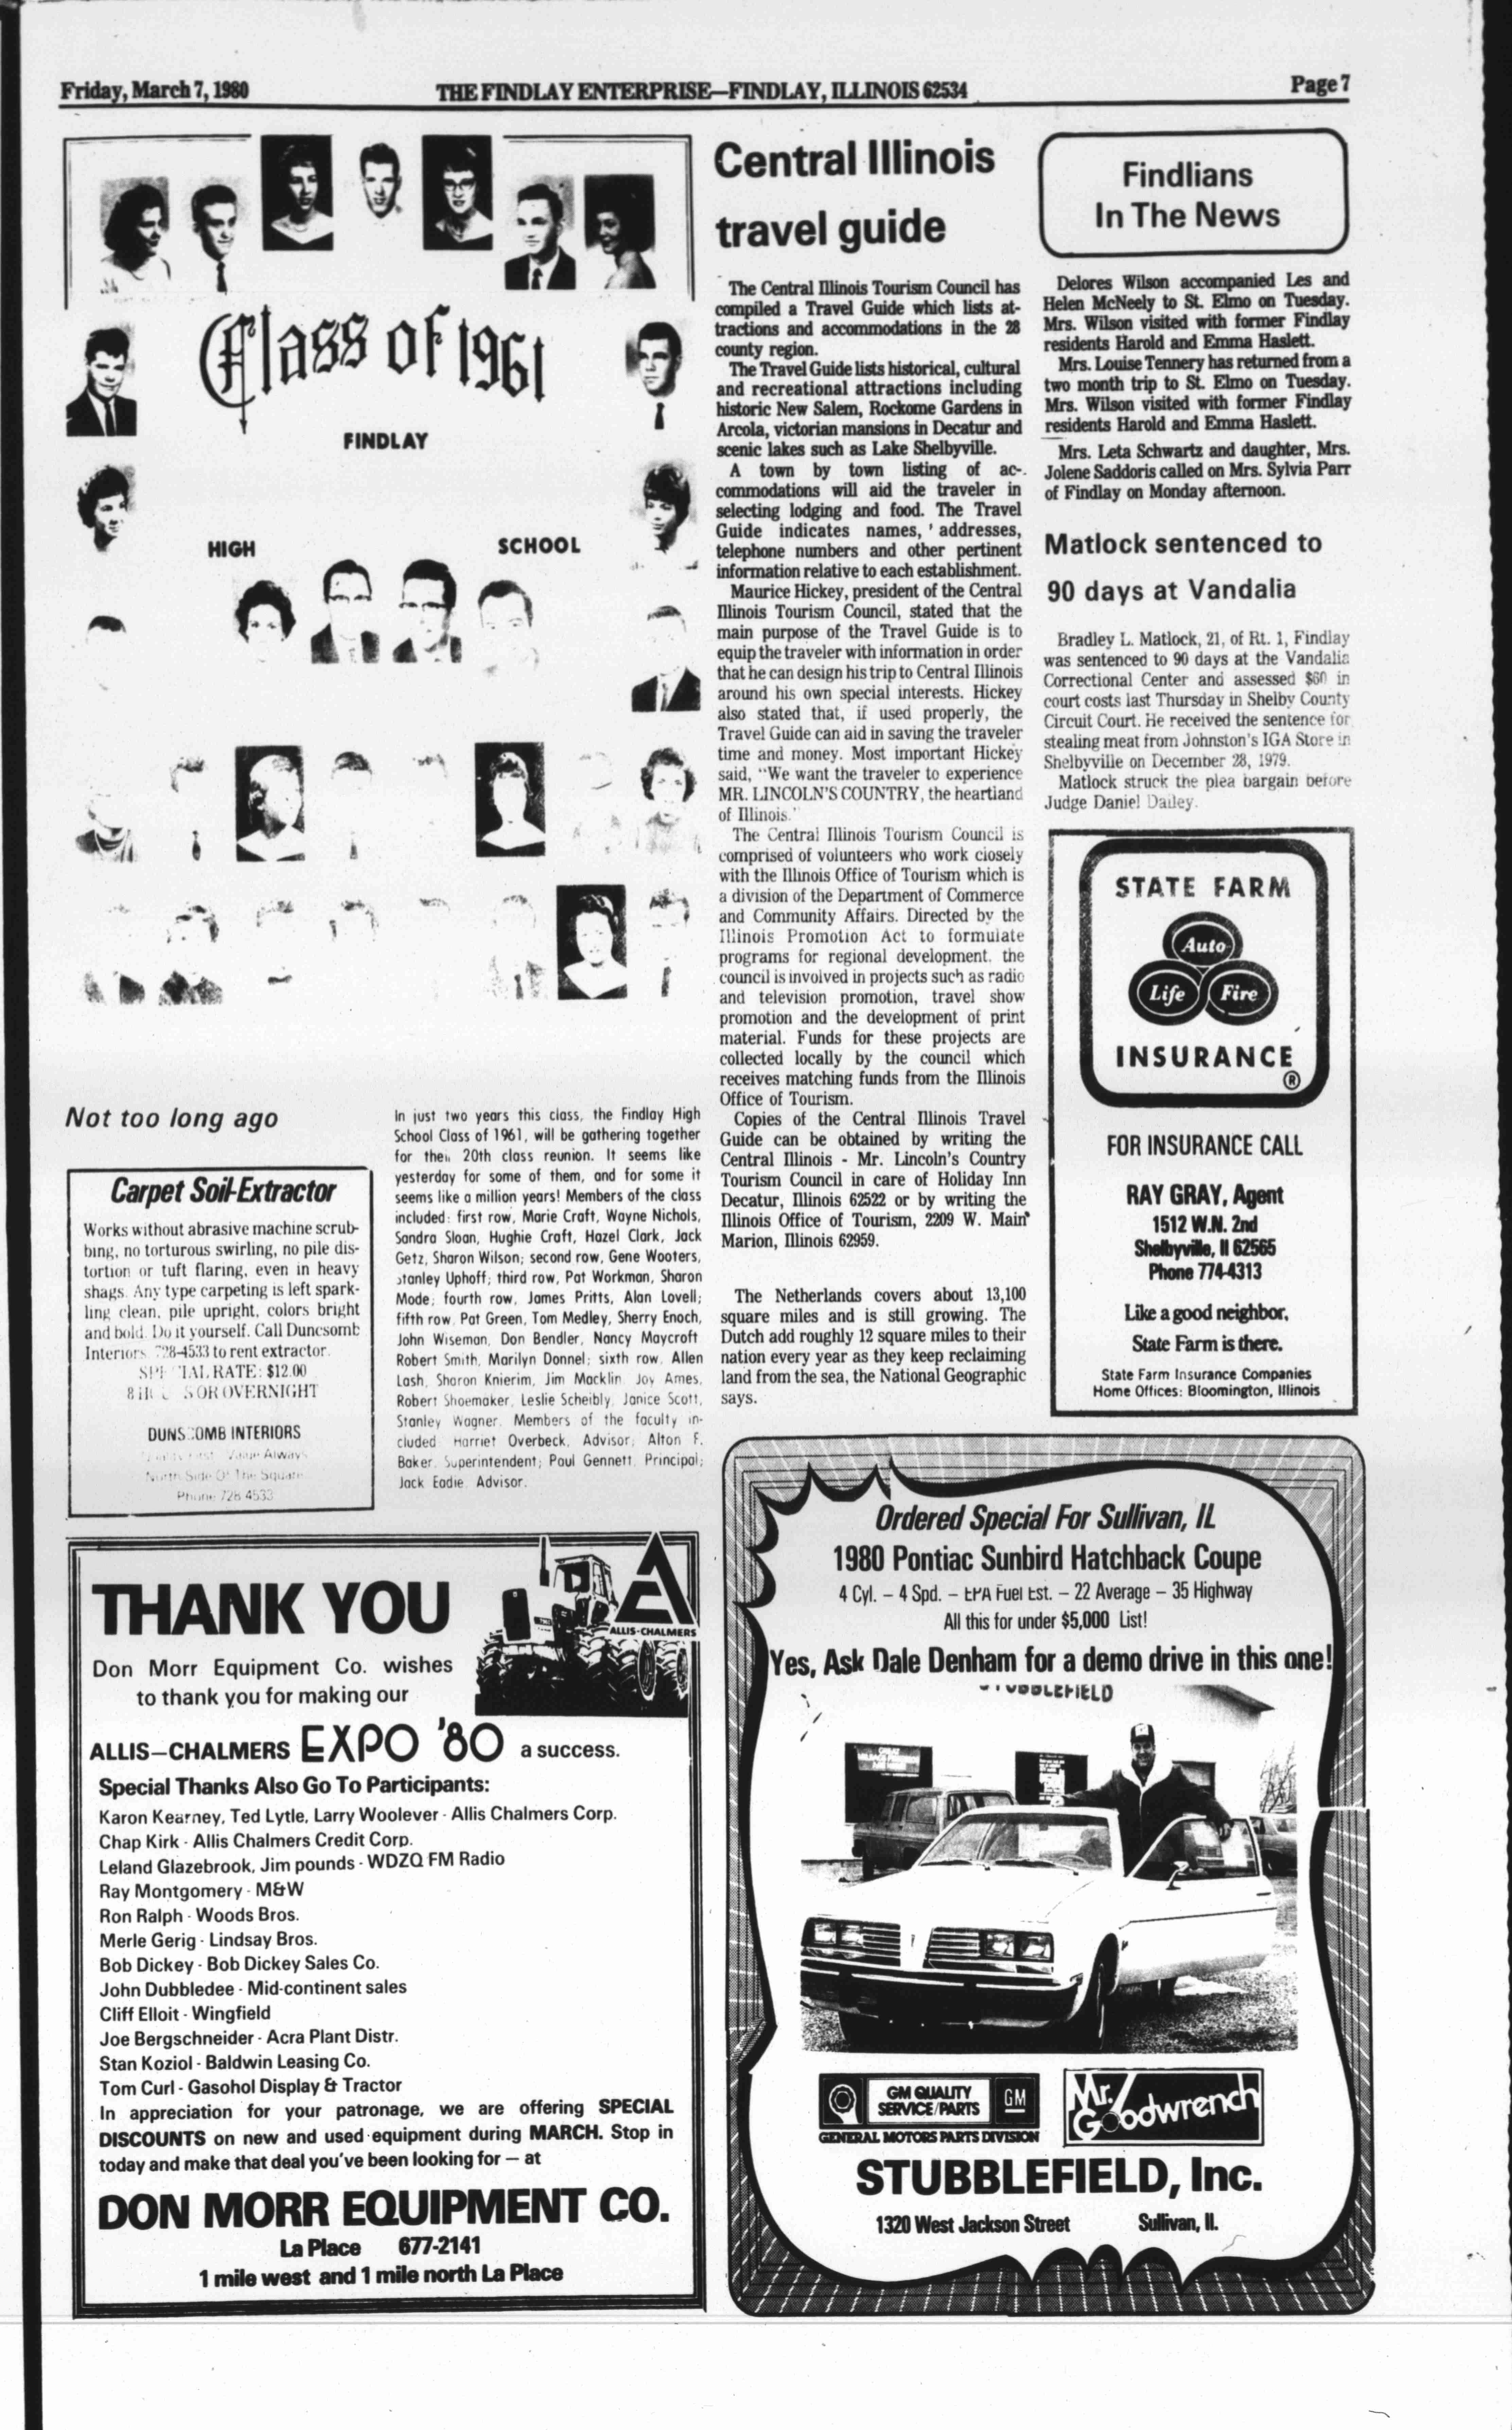 Friday, March 7, 1980
THE FINDLAY ENTERPRISE—FINDLAY, ILLINOIS 62534
Page 7
Class of 1961
FINDLAY
HIGH SCHOOL
Not too long ago
In just two years this class, the Findlay High
School Class of 1961, will be gathering together
for their 20th class reunion. It seems like
yesterday for some of them, and for some it
seems like a million years! Members of the class
included: first row, Marie Craft, Wayne Nichols,
Sandra Sloan, Hughie Craft, Hazel Clark, Jack
Getz, Sharon Wilson; second row, Gene Wooters,
Stanley Uphoff; third row, Pat Workman, Sharon
Mode; fourth row, James Pritts, Alan Lovell;
fifth row, Pat Green, Tom Medley, Sherry Enoch,
John Wiseman, Don Bendler, Nancy Maycroft
Robert Smith, Marilyn Donnel; sixth row, Allen
Lash, Sharon Knierim, Jim Macklin, Joy Ames,
Robert Shoemaker, Leslie Scheibly, Janice Scott,
Stanley Wagner. Members of the faculty in-
cluded Harriet Overbeck, Advisor; Alton F.
Baker, Superintendent; Paul Gennett, Principal;
Jack Eadie, Advisor.
Carpet Soil-Extractor
Works without abrasive machine scrub-
bing, no torturous swirling, no pile dis-
tortion or tuft flaring, even in heavy
shags. Any type carpeting is left spark-
ling clean, pile upright, colors bright
and bold. Do it yourself. Call Duncsomb
Interiors, 728-4533 to rent extractor.
SPECIAL RATE: $12.00
8 HOURS OR OVERNIGHT
DUNSCOMB INTERIORS
Value Always
North Side Of The Square
Phone 728-4533
THANK YOU
ALLIS-CHALMERS
Don Morr Equipment Co. wishes
to thank you for making our
ALLIS—CHALMERS EXPO '80 a success.
Special Thanks Also Go To Participants:
Karon Kearney, Ted Lytle, Larry Woolever - Allis Chalmers Corp.
Chap Kirk - Allis Chalmers Credit Corp.
Leland Glazebrook, Jim pounds - WDZQ FM Radio
Ray Montgomery - M&W
Ron Ralph - Woods Bros.
Merle Gerig - Lindsay Bros.
Bob Dickey - Bob Dickey Sales Co.
John Dubbledee - Mid-continent sales
Cliff Elloit - Wingfield
Joe Bergschneider - Acra Plant Distr.
Stan Koziol - Baldwin Leasing Co.
Tom Curl - Gasohol Display & Tractor
In appreciation for your patronage, we are offering SPECIAL
DISCOUNTS on new and used equipment during MARCH. Stop in
today and make that deal you've been looking for — at
DON MORR EQUIPMENT CO.
La Place 677-2141
1 mile west and 1 mile north La Place
Central Illinois
travel guide
The Central Illinois Tourism Council has
compiled a Travel Guide which lists at-
tractions and accommodations in the 28
county region.
The Travel Guide lists historical, cultural
and recreational attractions including
historic New Salem, Rockome Gardens in
Arcola, victorian mansions in Decatur and
scenic lakes such as Lake Shelbyville.
A town by town listing of ac-
commodations will aid the traveler in
selecting lodging and food. The Travel
Guide indicates names, ' addresses,
telephone numbers and other pertinent
information relative to each establishment.
Maurice Hickey, president of the Central
Illinois Tourism Council, stated that the
main purpose of the Travel Guide is to
equip the traveler with information in order
that he can design his trip to Central Illinois
around his own special interests. Hickey
also stated that, if used properly, the
Travel Guide can aid in saving the traveler
time and money. Most important Hickey
said, "We want the traveler to experience
MR. LINCOLN'S COUNTRY, the heartland
of Illinois."
The Central Illinois Tourism Council is
comprised of volunteers who work closely
with the Illinois Office of Tourism which is
a division of the Department of Commerce
and Community Affairs. Directed by the
Illinois Promotion Act to formulate
programs for regional development, the
council is involved in projects such as radio
and television promotion, travel show
promotion and the development of print
material. Funds for these projects are
collected locally by the council which
receives matching funds from the Illinois
Office of Tourism.
Copies of the Central Illinois Travel
Guide can be obtained by writing the
Central Illinois - Mr. Lincoln's Country
Tourism Council in care of Holiday Inn
Decatur, Illinois 62522 or by writing the
Illinois Office of Tourism, 2209 W. Main
Marion, Illinois 62959.
The Netherlands covers about 13,100
square miles and is still growing. The
Dutch add roughly 12 square miles to their
nation every year as they keep reclaiming
land from the sea, the National Geographic
says.
Findlians
In The News
Delores Wilson accompanied Les and
Helen McNeely to St. Elmo on Tuesday.
Mrs. Wilson visited with former Findlay
residents Harold and Emma Haslett.
Mrs. Louise Tennery has returned from a
two month trip to St. Elmo on Tuesday.
Mrs. Wilson visited with former Findlay
residents Harold and Emma Haslett.
Mrs. Leta Schwartz and daughter, Mrs.
Jolene Saddoris called on Mrs. Sylvia Parr
of Findlay on Monday afternoon.
Matlock sentenced to
90 days at Vandalia
Bradley L. Matlock, 21, of Rt. 1, Findlay
was sentenced to 90 days at the Vandalia
Correctional Center and assessed $60 in
court costs last Thursday in Shelby County
Circuit Court. He received the sentence for
stealing meat from Johnston's IGA Store in
Shelbyville on December 28, 1979.
Matlock struck the plea bargain before
Judge Daniel Dailey.
STATE FARM
Auto
Life Fire
INSURANCE
®
FOR INSURANCE CALL
RAY GRAY, Agent
1512 W.N. 2nd
Shelbyville, Il 62565
Phone 774-4313
Like a good neighbor,
State Farm is there.
State Farm Insurance Companies
Home Offices: Bloomington, Illinois
Ordered Special For Sullivan, IL
1980 Pontiac Sunbird Hatchback Coupe
4 Cyl. – 4 Spd. – EPA Fuel Est. – 22 Average – 35 Highway
All this for under $5,000 List!
Yes, Ask Dale Denham for a demo drive in this one!
STUBBLEFIELD
GM QUALITY
SERVICE/PARTS
GM
GENERAL MOTORS PARTS DIVISION
Mr. Goodwrench
STUBBLEFIELD, Inc.
1320 West Jackson Street Sullivan, Il.